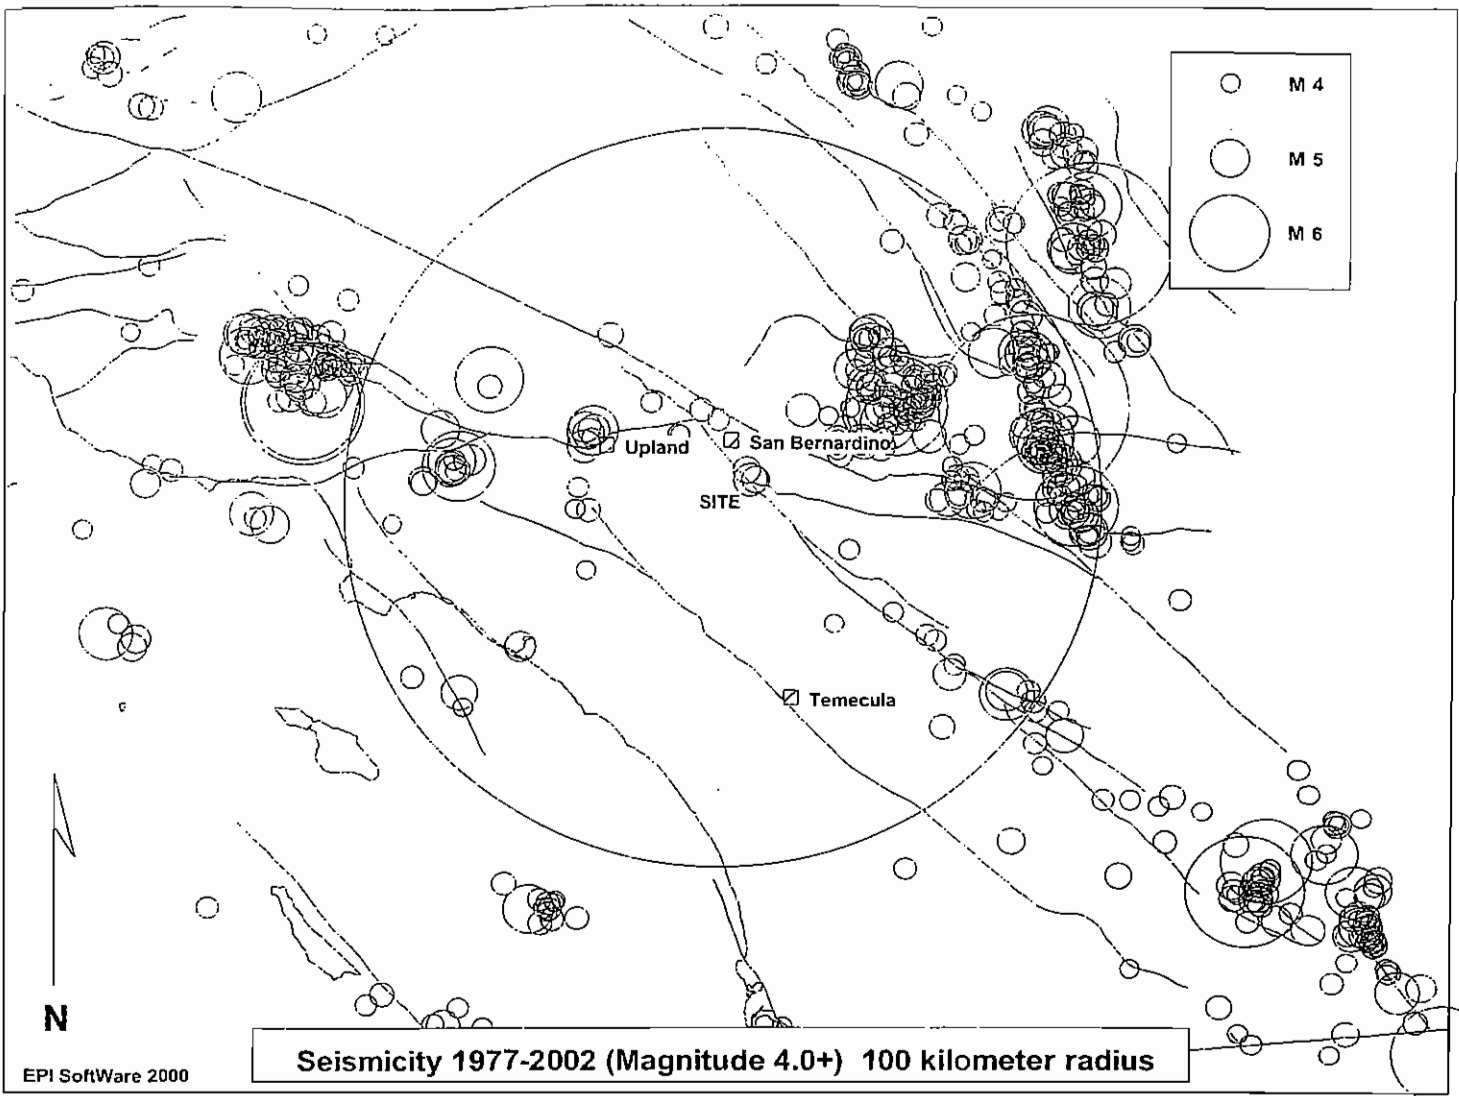 M 4
M 5
M 6
Upland
San Bernardino
SITE
Temecula
N
Seismicity 1977-2002 (Magnitude 4.0+) 100 kilometer radius
EPI SoftWare 2000